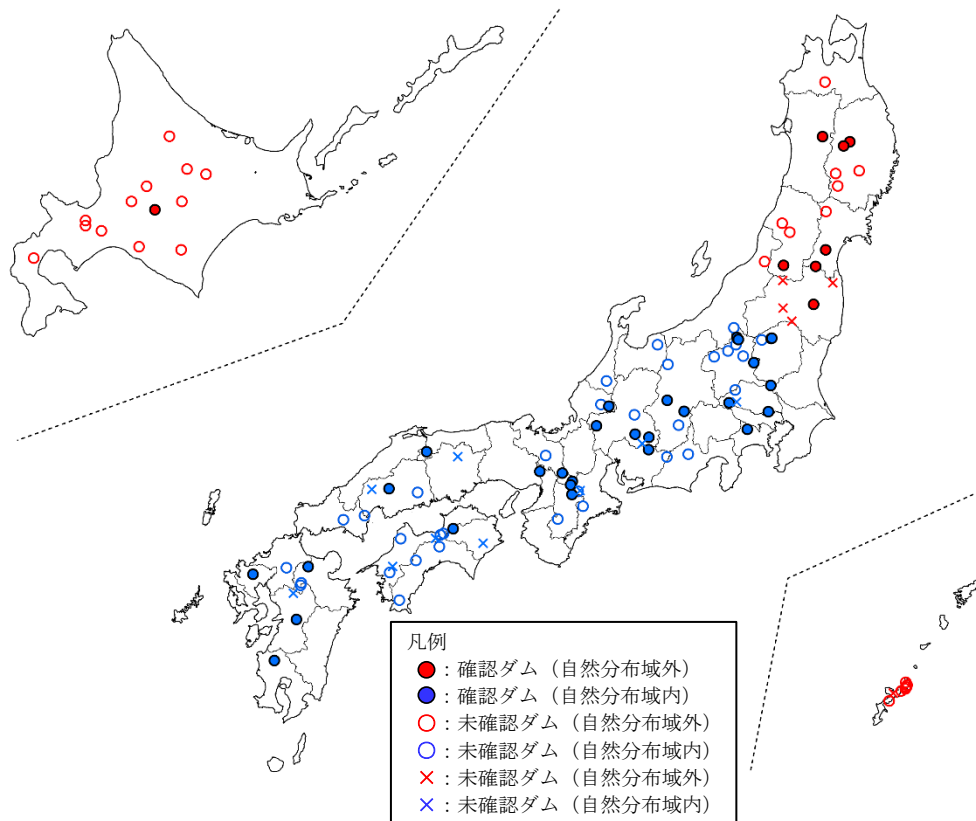 凡例
：確認ダム（自然分布域外）
：確認ダム（自然分布域内）
：未確認ダム（自然分布域外）
：未確認ダム（自然分布域内）
：未確認ダム（自然分布域外）
：未確認ダム（自然分布域内）